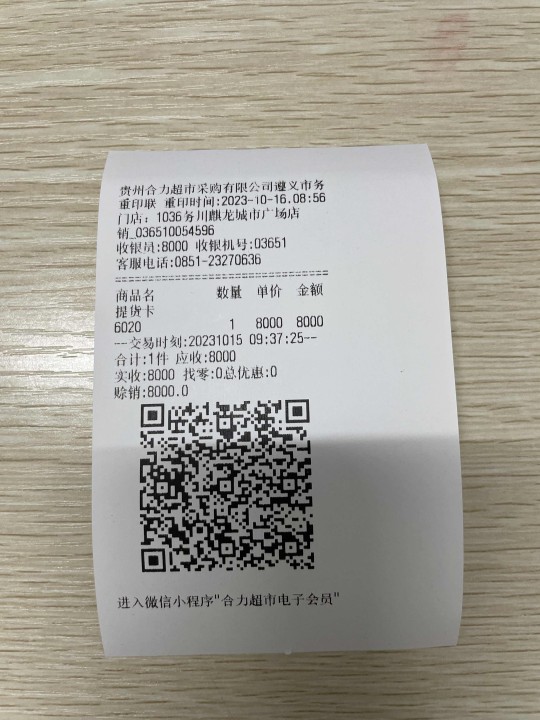 贵州合力超市采购有限公司遵义市务
重印联 重印时间:2023-10-16.08:56
门店: 1036务川麒龙城市广场店
销_036510054596
收银员:8000 收银机号:03651
客服电话:0851-23270636
================================
商品名 数量 单价 金额
提货卡
6020 1 8000 8000
--交易时刻:20231015 09:37:25--
合计:1件 应收:8000
实收:8000 找零:0总优惠:0
赊销:8000.0
进入微信小程序"合力超市电子会员"